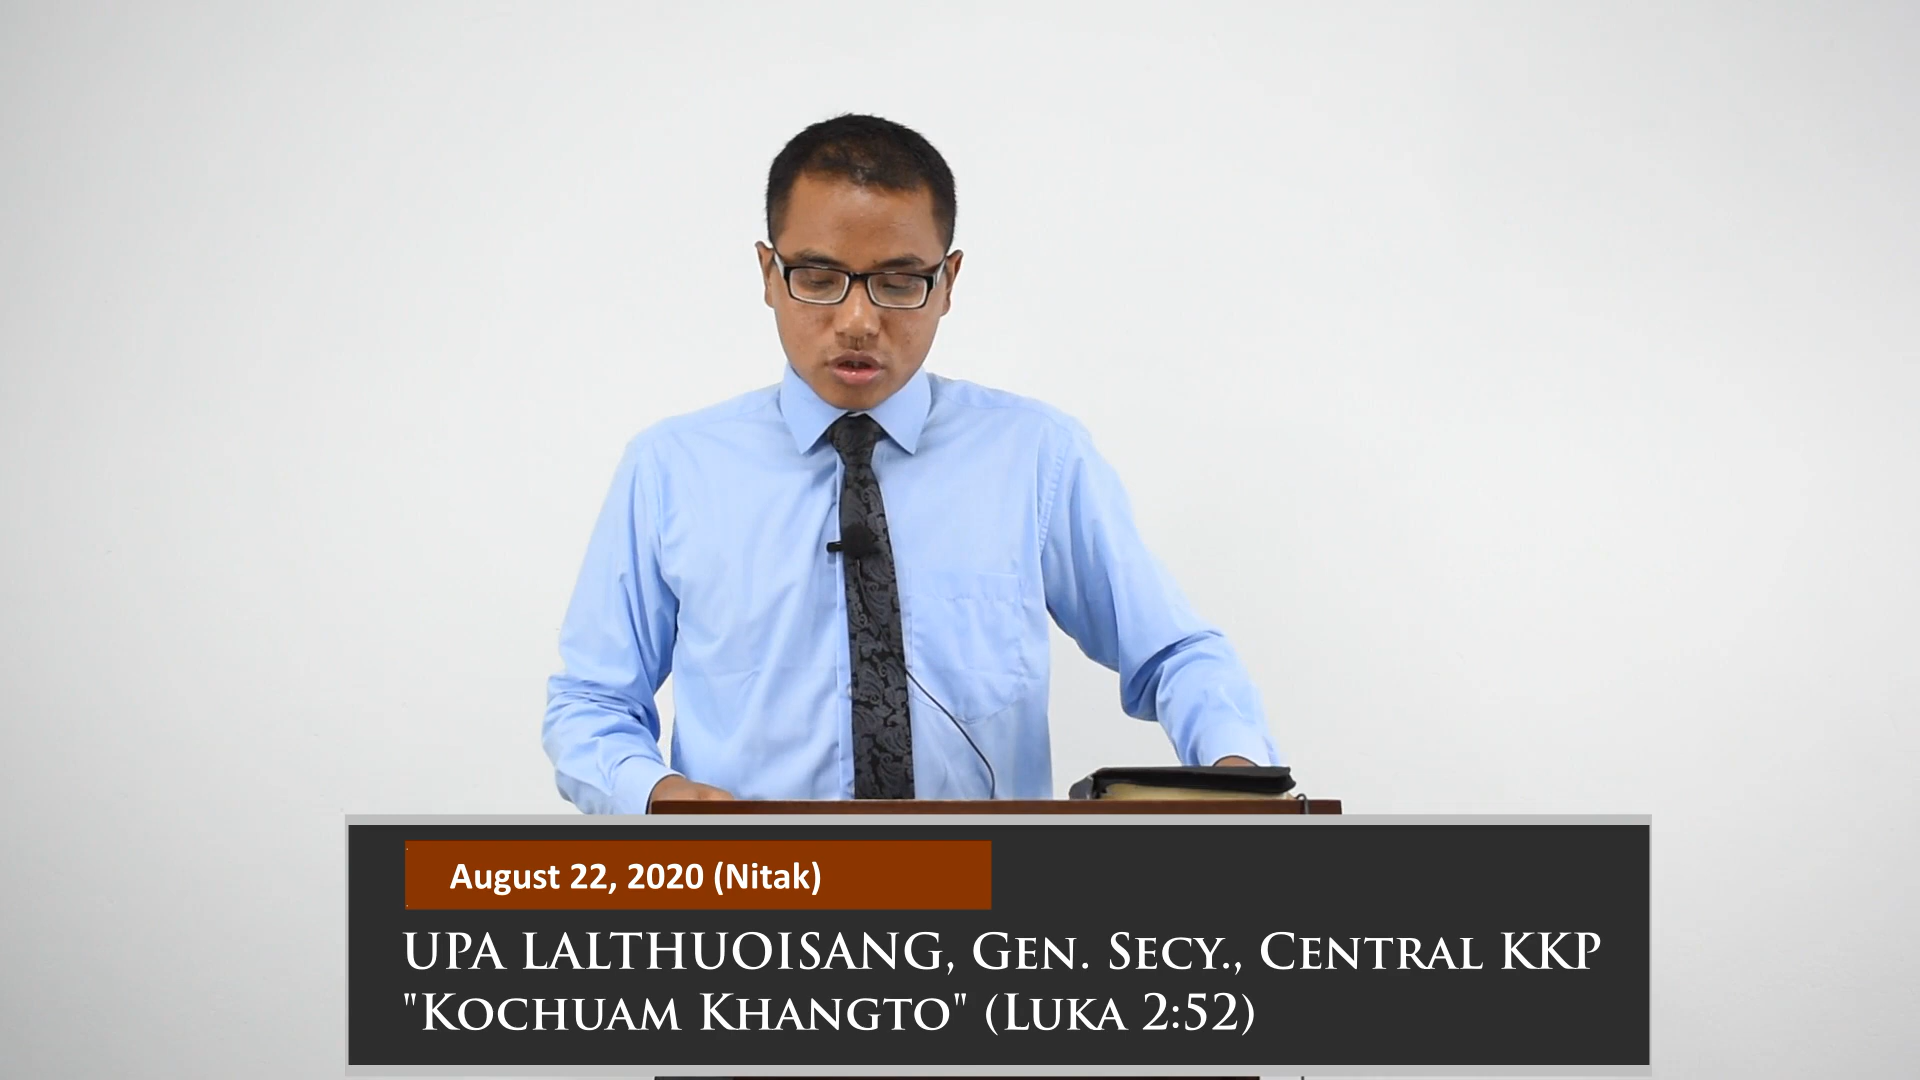 August 22, 2020 (Nitak)
UPA LALTHUOISANG, GEN. SECY., CENTRAL KKP
"KOCHUAM KHANGTO" (LUKA 2:52)